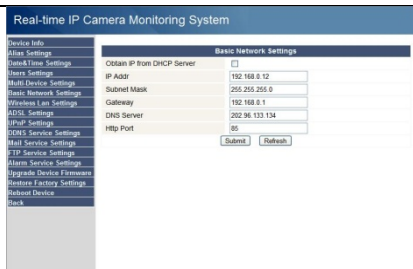 Real-time IP Camera Monitoring System
Device Info
Alias Settings
Date&Time Settings
Users Settings
Multi-Device Settings
Basic Network Settings
Wireless Lan Settings
ADSL Settings
UPnP Settings
DDNS Service Settings
Mail Service Settings
FTP Service Settings
Alarm Service Settings
Upgrade Device Firmware
Restore Factory Settings
Reboot Device
Back
Basic Network Settings
Obtain IP from DHCP Server
IP Addr 192.168.0.12
Subnet Mask 255.255.255.0
Gateway 192.168.0.1
DNS Server 202.96.133.134
Http Port 85
Submit Refresh